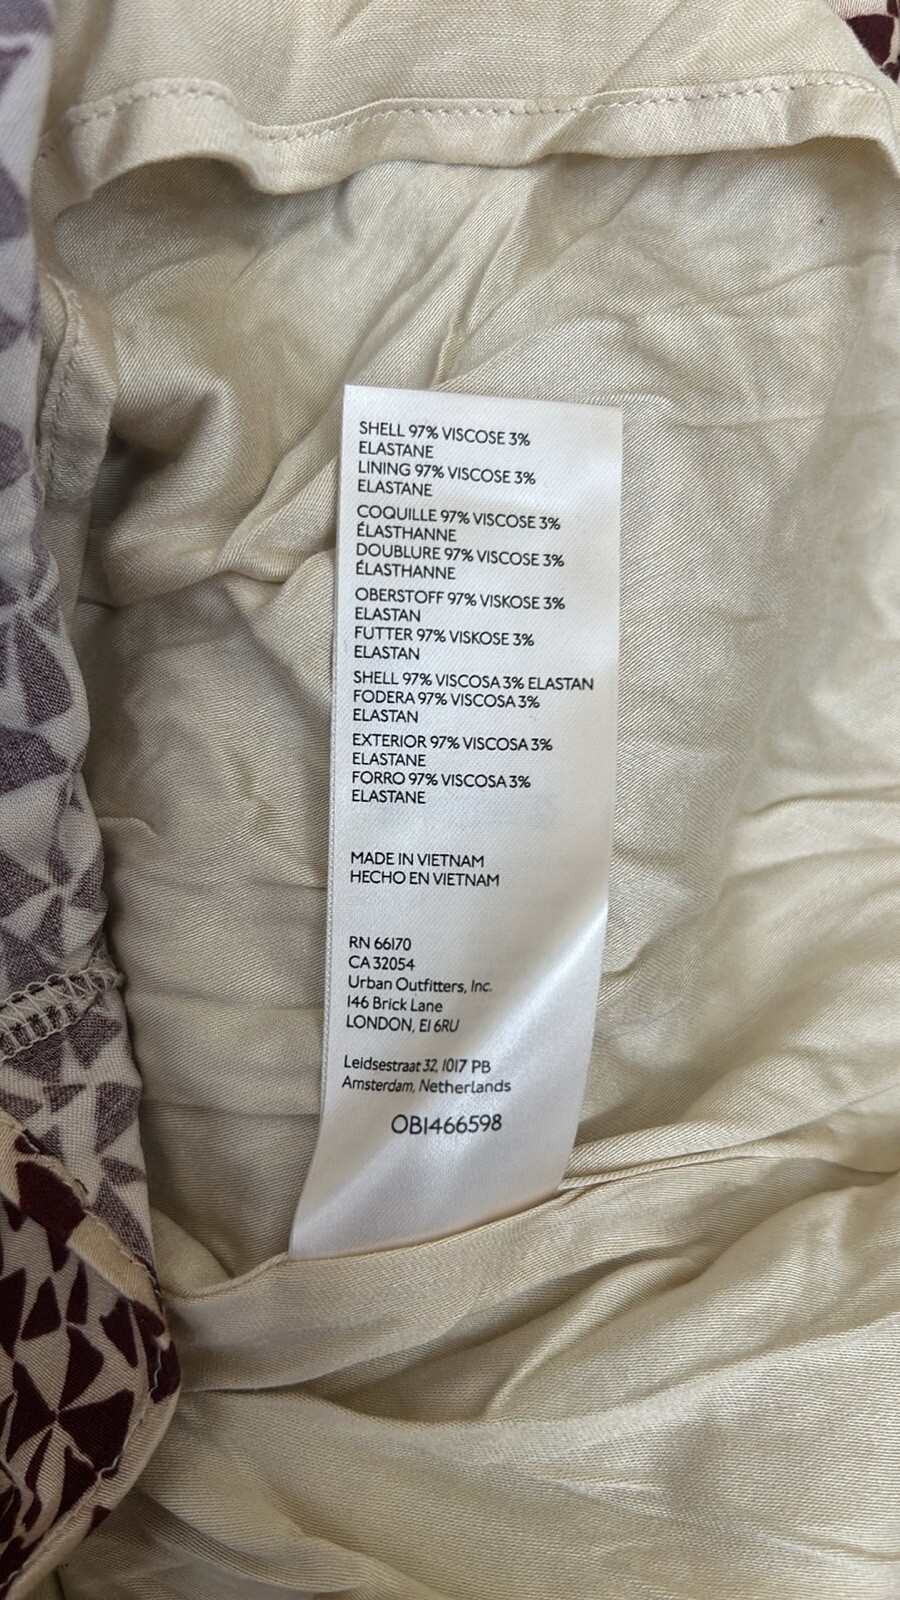 SHELL 97% VISCOSE 3%
ELASTANE
LINING 97% VISCOSE 3%
ELASTANE
COQUILLE 97% VISCOSE 3%
ÉLASTHANNE
DOUBLURE 97% VISCOSE 3%
ÉLASTHANNE
OBERSTOFF 97% VISKOSE 3%
ELASTAN
FUTTER 97% VISKOSE 3%
ELASTAN
SHELL 97% VISCOSA 3% ELASTAN
FODERA 97% VISCOSA 3%
ELASTAN
EXTERIOR 97% VISCOSA 3%
ELASTANE
FORRO 97% VISCOSA 3%
ELASTANE
MADE IN VIETNAM
HECHO EN VIETNAM
RN 66170
CA 32054
Urban Outfitters, Inc.
146 Brick Lane
LONDON, E1 6RU
Leidsestraat 32, 1017 PB
Amsterdam, Netherlands
OB1466598